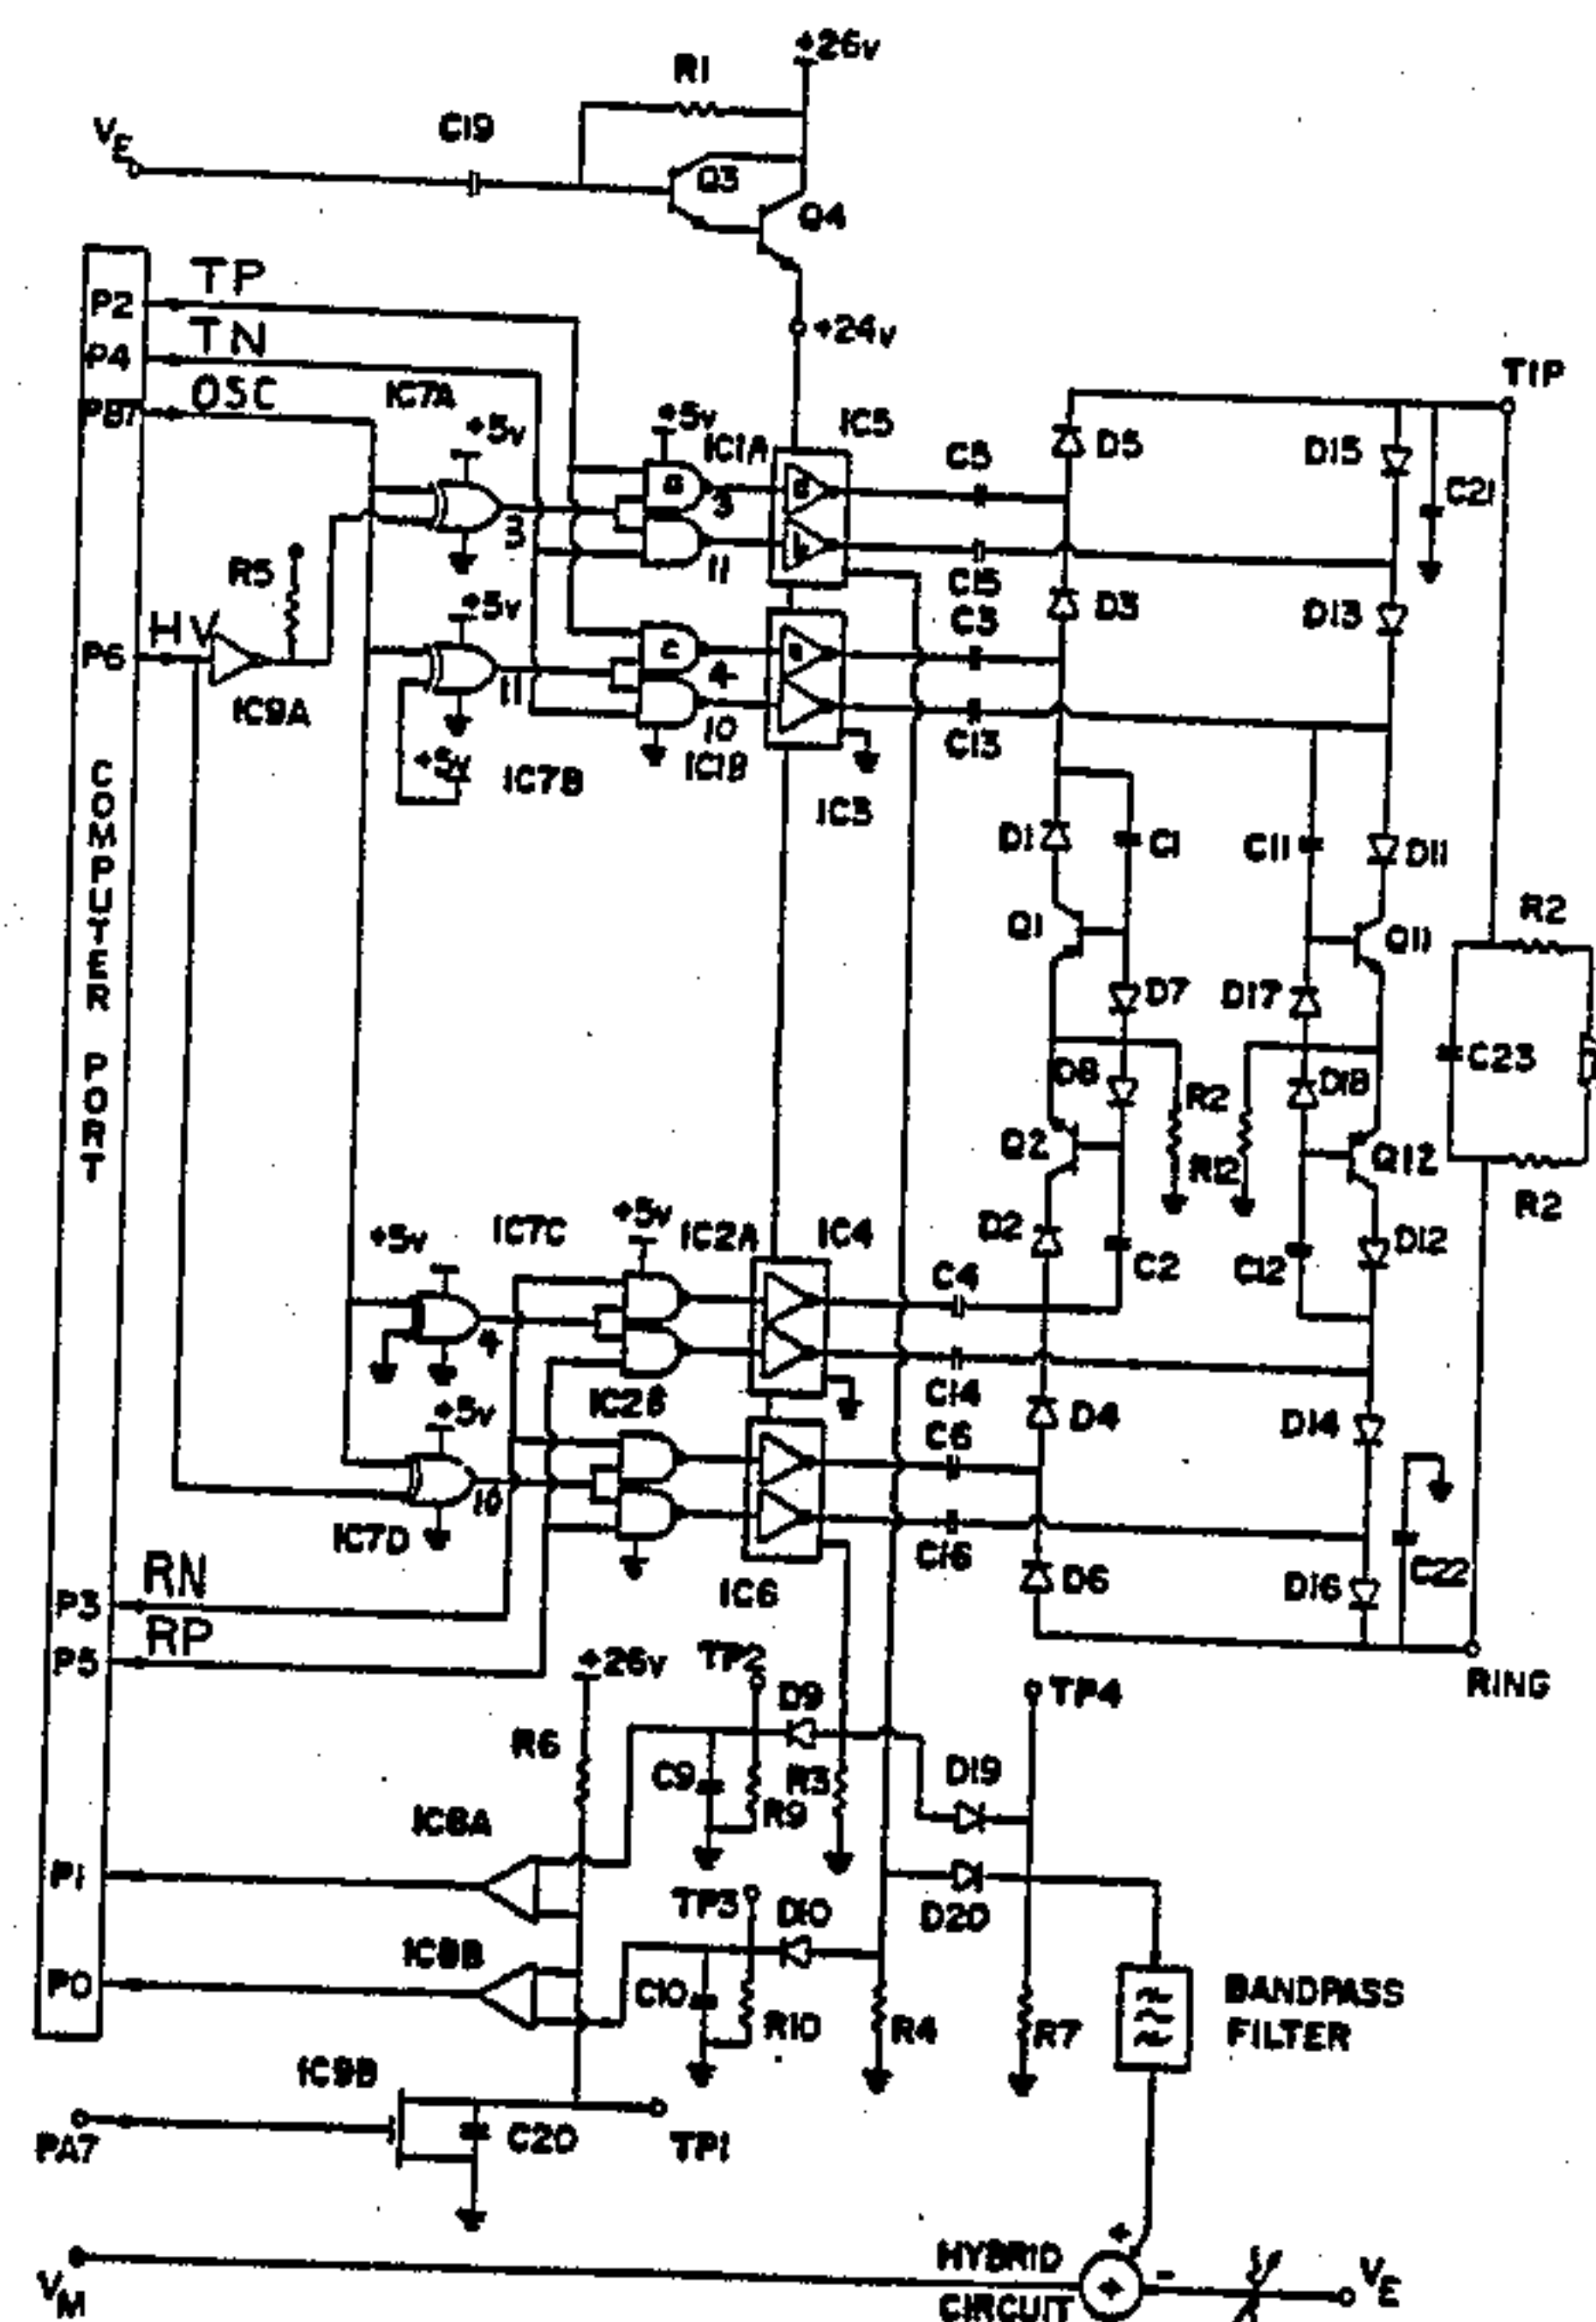 +26v
R1
C19
VE
Q3
Q4
P2
TP
+24v
P4
TN
TIP
PB7
OSC
IC7A
+5v
+5v
IC1A
IC5
C5
D5
D15
a
3
a
C21
3
b
11
C15
D3
R5
+5v
C3
D13
P6
HV
c
4
IC9A
11
10
C13
+5v
IC7B
IC1B
IC3
COMPUTER PORT
D1
C1
C11
D11
Q1
Q11
R2
D7
D17
C23
D8
D18
R2
Q2
R12
Q12
R2
+5v
IC7C
+5v
IC2A
IC4
D2
C2
C12
D12
C4
4
C14
+5v
IC2B
D4
D14
C6
10
IC7D
C16
RN
IC6
D6
D16
C22
P3
RP
P5
+26v
TP2
RING
D9
TP4
R6
C9
R3
D19
R9
IC8A
P1
TP3
D10
D20
IC8B
P0
C10
R10
R4
R7
BANDPASS
FILTER
IC9B
PA7
C20
TP1
+
HYBRID
CIRCUIT
+
-
VE
VM